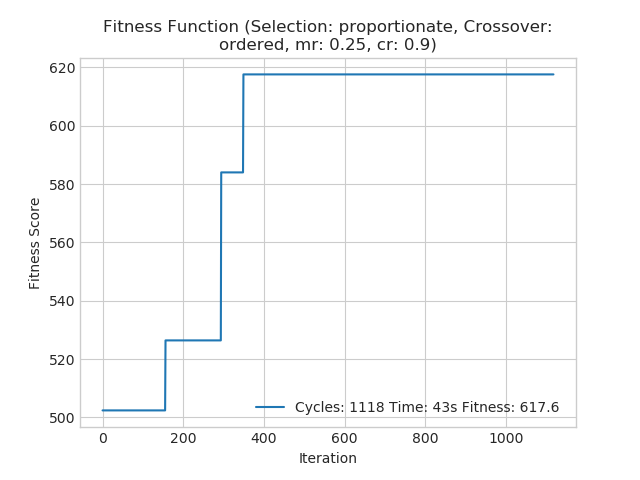 Fitness Function (Selection: proportionate, Crossover:
ordered, mr: 0.25, cr: 0.9)
620
600
580
560
540
520
500
Fitness Score
Cycles: 1118 Time: 43s Fitness: 617.6
0 200 400 600 800 1000
Iteration